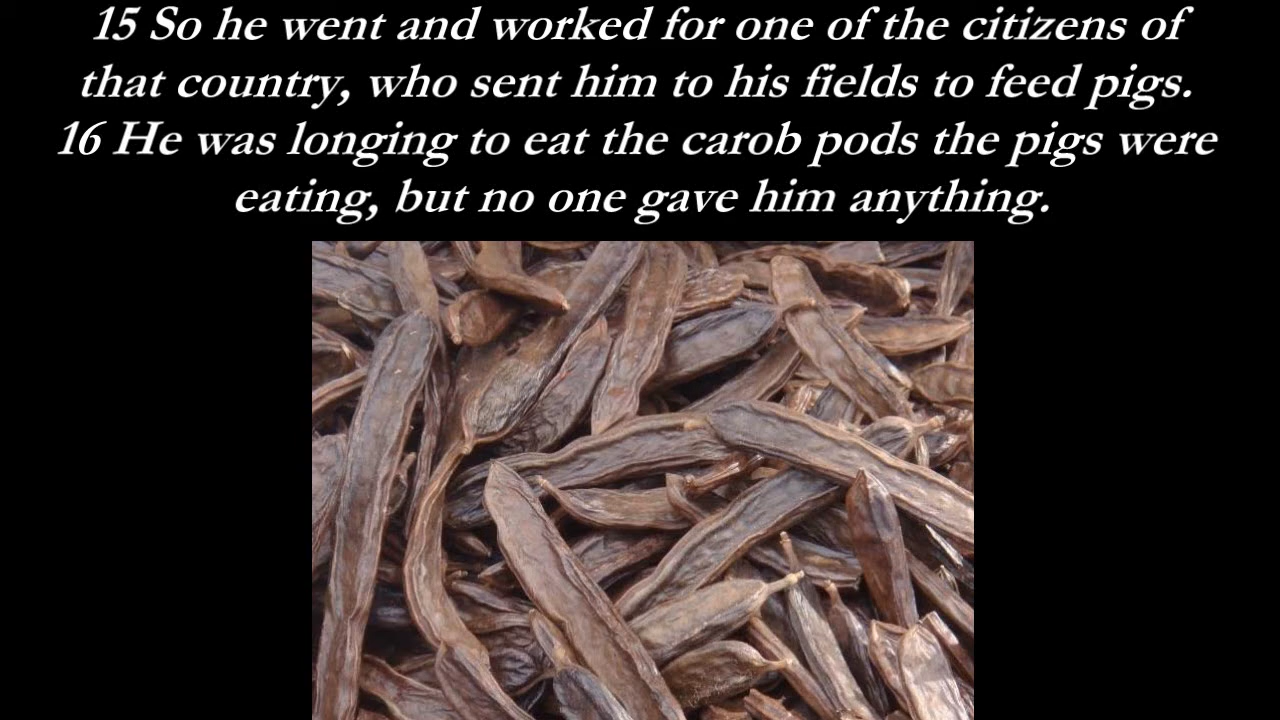 15 So he went and worked for one of the citizens of
that country, who sent him to his fields to feed pigs.
16 He was longing to eat the carob pods the pigs were
eating, but no one gave him anything.